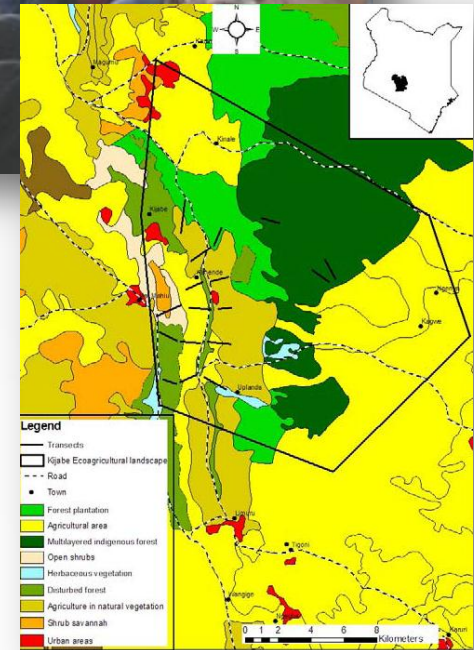 N
W E
S
Kinale
Kijabe
Kagwe
Uplands
Tigoni
Legend
Transects
Kijabe Ecoagricultural landscape
Road
Town
Forest plantation
Agricultural area
Multilayered indigenous forest
Open shrubs
Herbaceous vegetation
Disturbed forest
Agriculture in natural vegetation
Shrub savannah
Urban areas
0 1 2 4 6 8
Kilometers